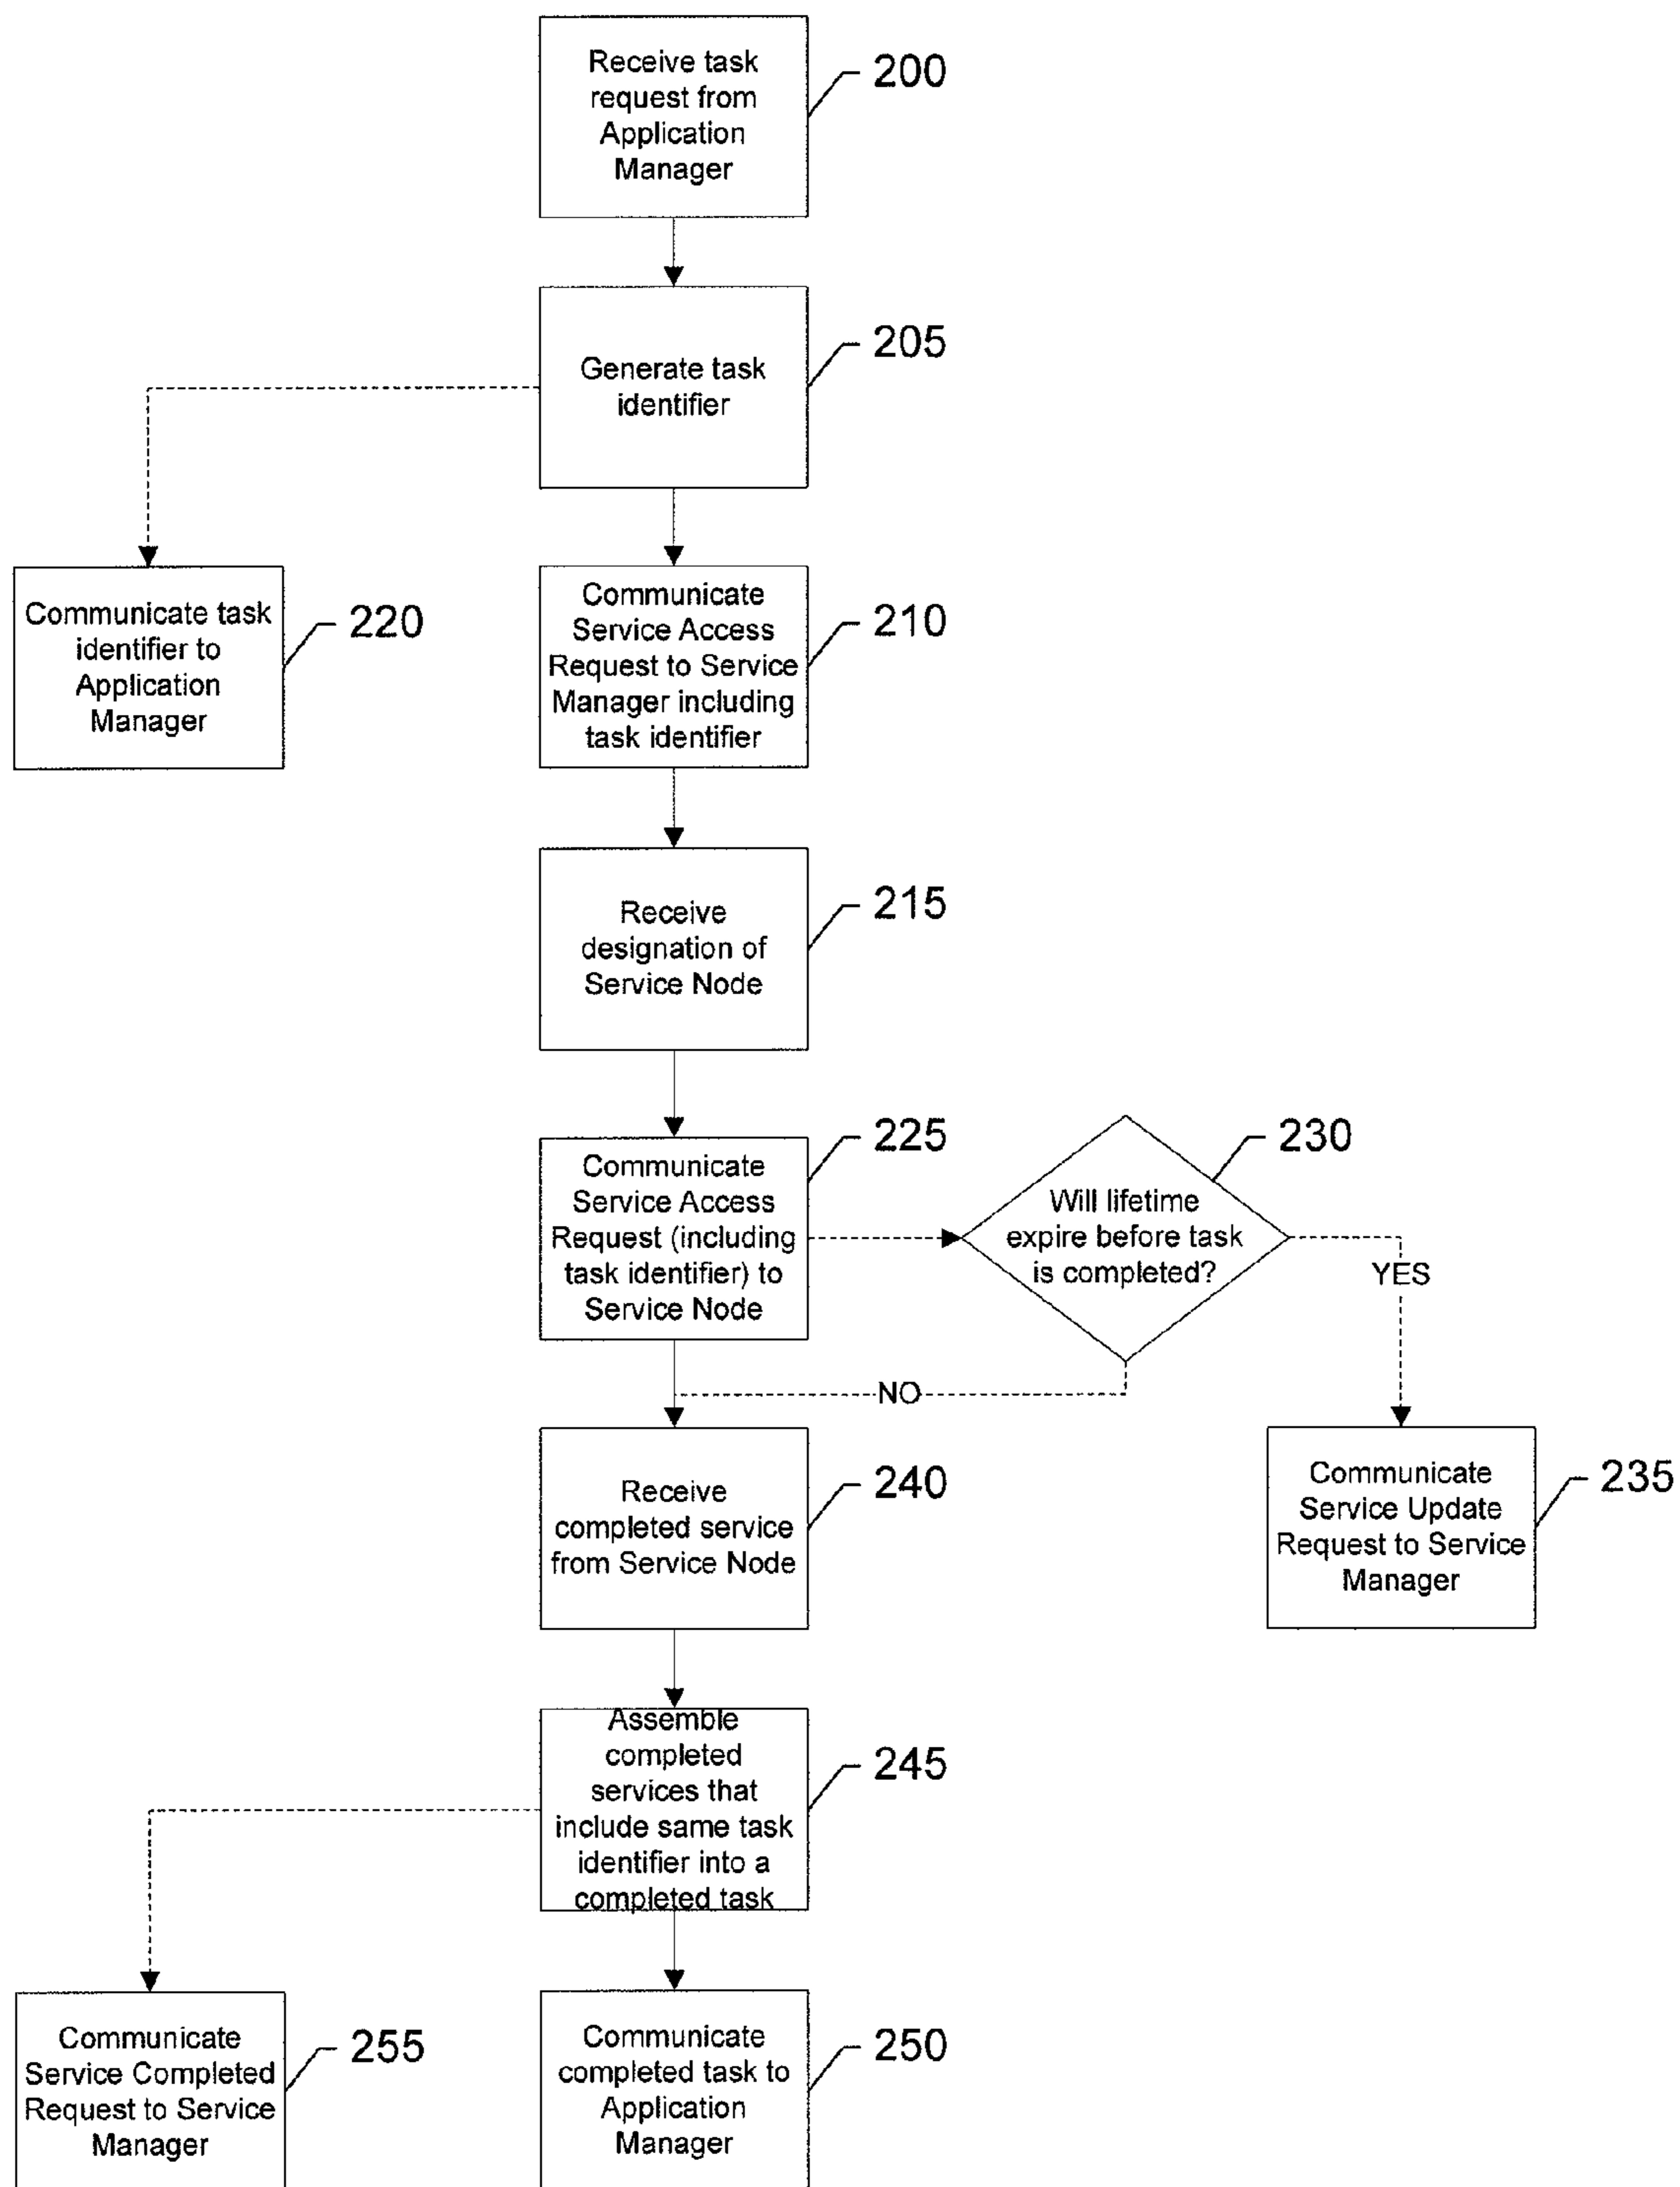 Receive task
request from
Application
Manager
200
Generate task
identifier
205
Communicate task
identifier to
Application
Manager
220
Communicate
Service Access
Request to Service
Manager including
task identifier
210
Receive
designation of
Service Node
215
Communicate
Service Access
Request (including
task identifier) to
Service Node
225
Will lifetime
expire before task
is completed?
230
YES
NO
Communicate
Service Update
Request to Service
Manager
235
Receive
completed service
from Service Node
240
Assemble
completed
services that
include same task
identifier into a
completed task
245
Communicate
Service Completed
Request to Service
Manager
255
Communicate
completed task to
Application
Manager
250